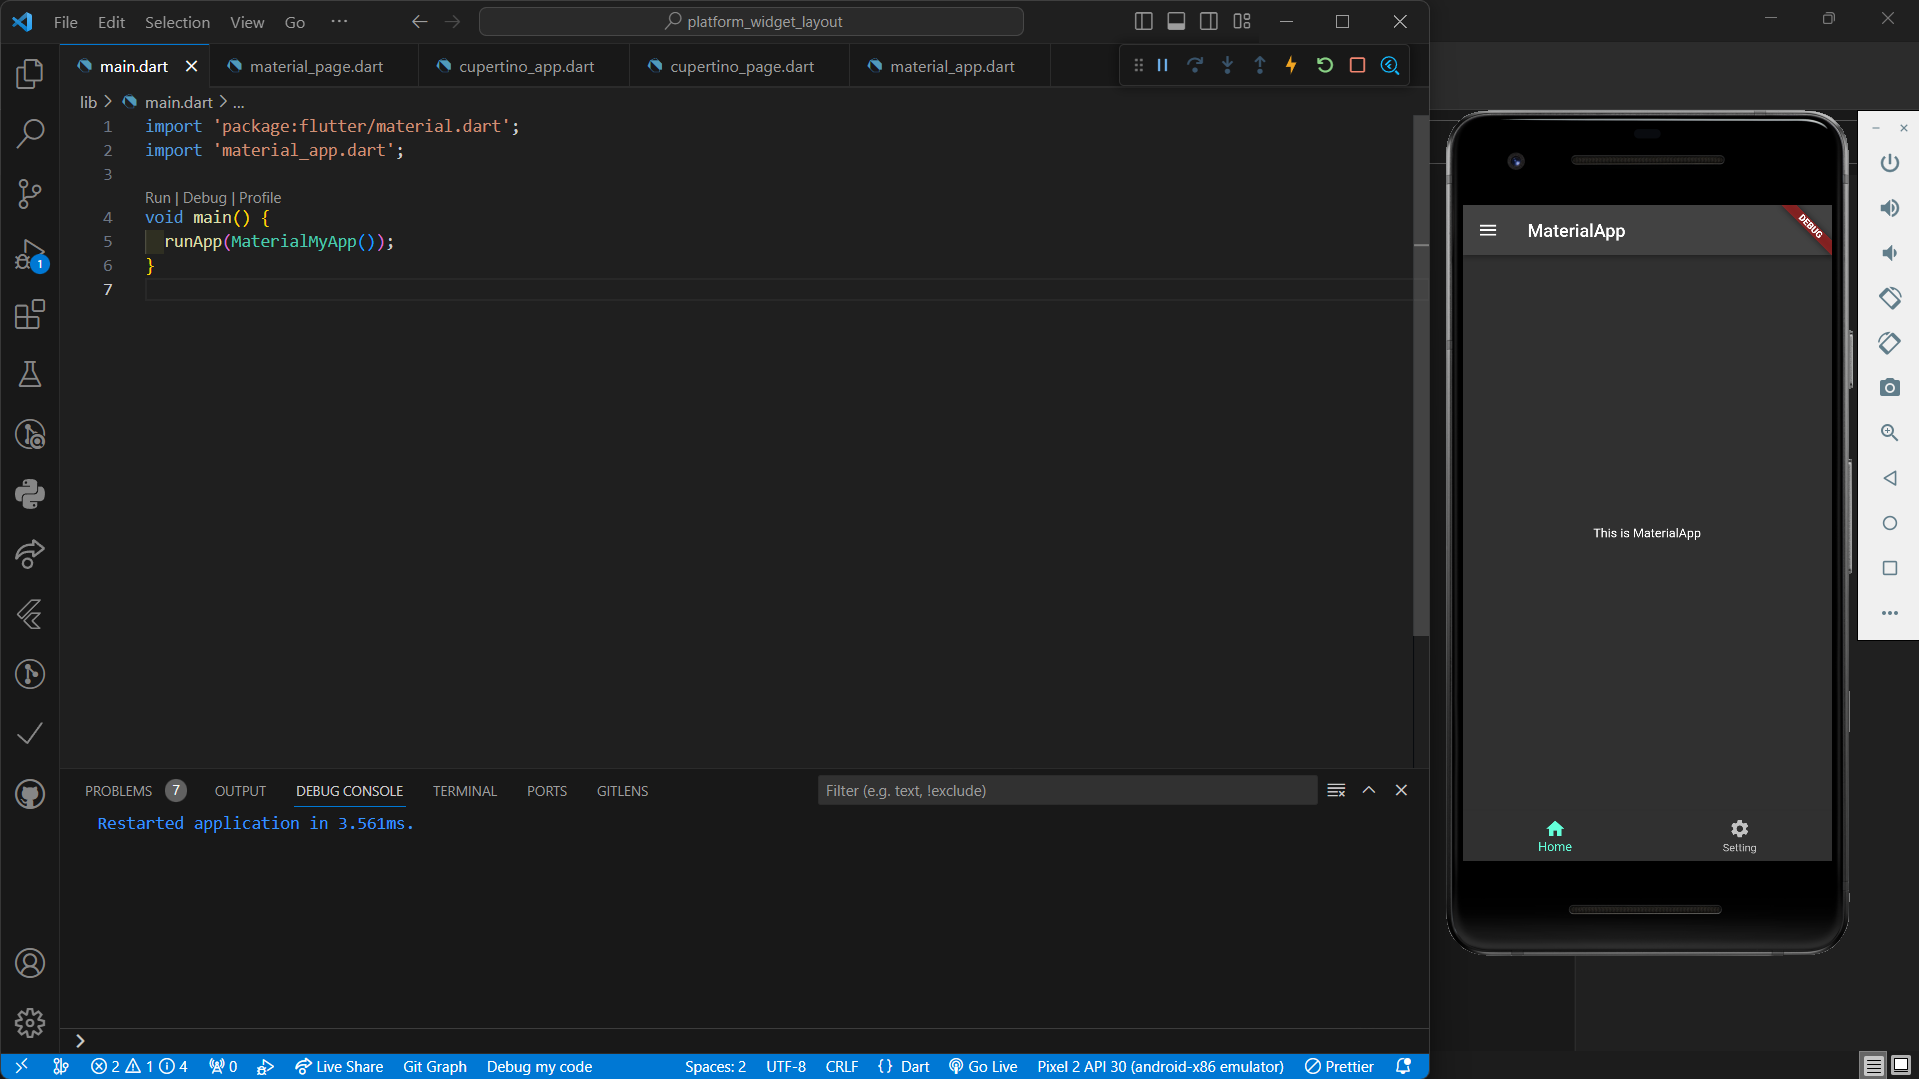 File Edit Selection View Go ...
platform_widget_layout
main.dart material_page.dart cupertino_app.dart cupertino_page.dart material_app.dart
lib > main.dart > ...
1 import 'package:flutter/material.dart';
2 import 'material_app.dart';
3
Run | Debug | Profile
4 void main() {
5 runApp(MaterialMyApp());
6 }
7
1
PROBLEMS 7 OUTPUT DEBUG CONSOLE TERMINAL PORTS GITLENS
Filter (e.g. text, !exclude)
Restarted application in 3.561ms.
2 1 4 0 Live Share Git Graph Debug my code Spaces: 2 UTF-8 CRLF {} Dart Go Live Pixel 2 API 30 (android-x86 emulator) Prettier
MaterialApp
DEBUG
This is MaterialApp
Home Setting